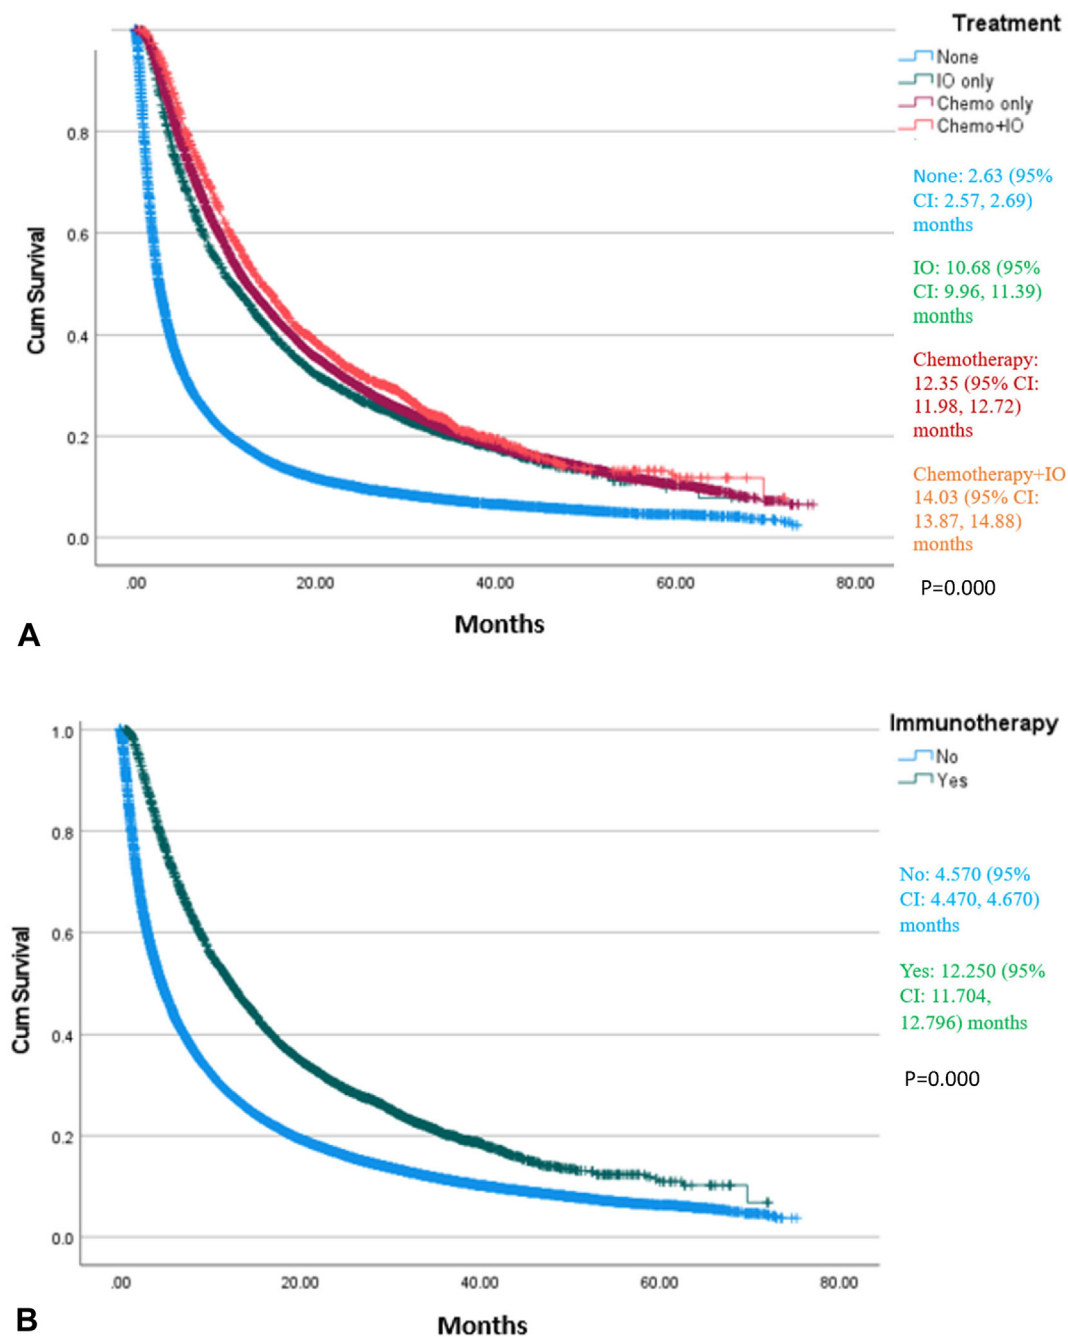 Treatment
None
IO only
Chemo only
Chemo+IO
None: 2.63 (95%
CI: 2.57, 2.69)
months
IO: 10.68 (95%
CI: 9.96, 11.39)
months
Chemotherapy:
12.35 (95% CI:
11.98, 12.72)
months
Chemotherapy+IO
14.03 (95% CI:
13.87, 14.88)
months
P=0.000
Cum Survival
0.8
0.6
0.4
0.2
0.0
.00 20.00 40.00 60.00 80.00
Months
A
Immunotherapy
No
Yes
No: 4.570 (95%
CI: 4.470, 4.670)
months
Yes: 12.250 (95%
CI: 11.704,
12.796) months
P=0.000
Cum Survival
1.0
0.8
0.6
0.4
0.2
0.0
.00 20.00 40.00 60.00 80.00
Months
B